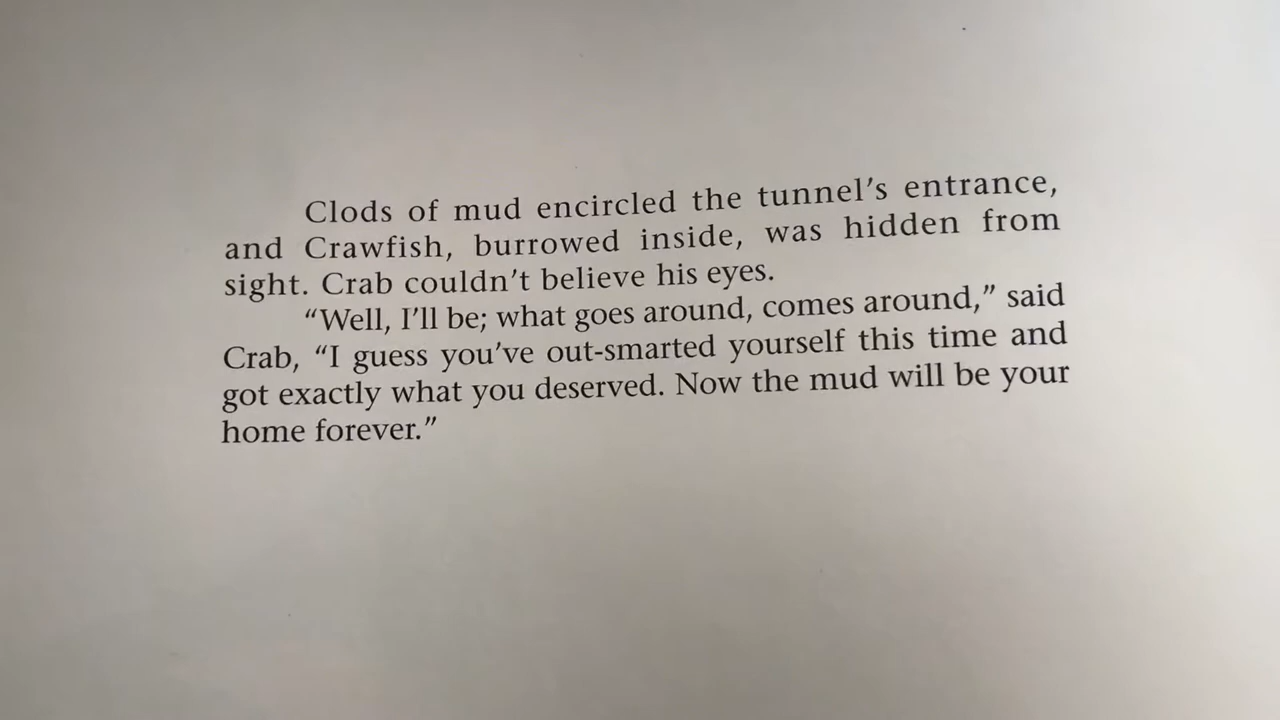 Clods of mud encircled the tunnel’s entrance,
and Crawfish, burrowed inside, was hidden from
sight. Crab couldn’t believe his eyes.
“Well, I’ll be; what goes around, comes around,” said
Crab, “I guess you’ve out-smarted yourself this time and
got exactly what you deserved. Now the mud will be your
home forever.”